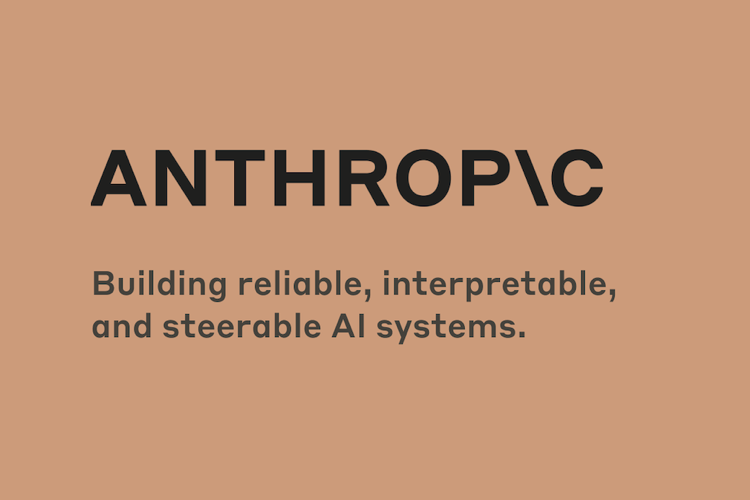 ANTHROP\C
Building reliable, interpretable,
and steerable AI systems.